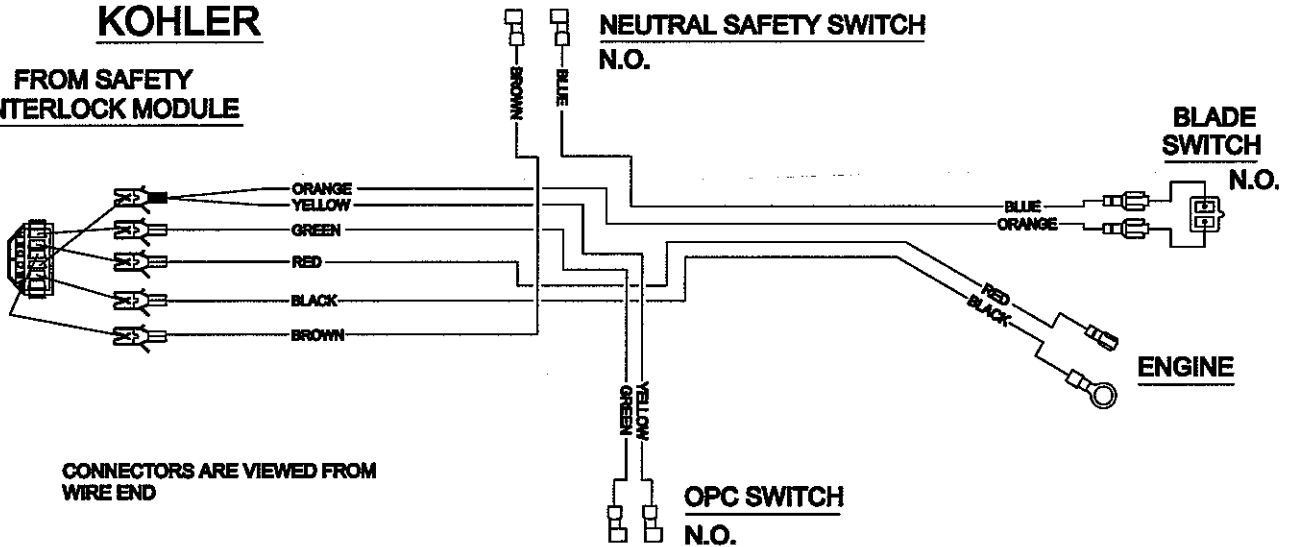 KOHLER
FROM SAFETY
NTERLOCK MODULE
NEUTRAL SAFETY SWITCH
N.O.
BROWN
BLUE
BLADE
SWITCH
N.O.
ORANGE
YELLOW
GREEN
RED
BLACK
BROWN
BLUE
ORANGE
RED
BLACK
ENGINE
GREEN
YELLOW
CONNECTORS ARE VIEWED FROM
WIRE END
OPC SWITCH
N.O.